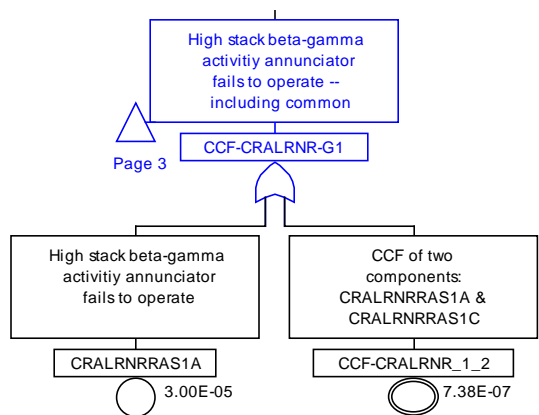 High stack beta-gamma
activitiy annunciator
fails to operate --
including common
Page 3
CCF-CRALRNR-G1
High stack beta-gamma
activitiy annunciator
fails to operate
CRALRNRRAS1A
3.00E-05
CCF of two
components:
CRALRNRRAS1A &
CRALRNRRAS1C
CCF-CRALRNR_1_2
7.38E-07